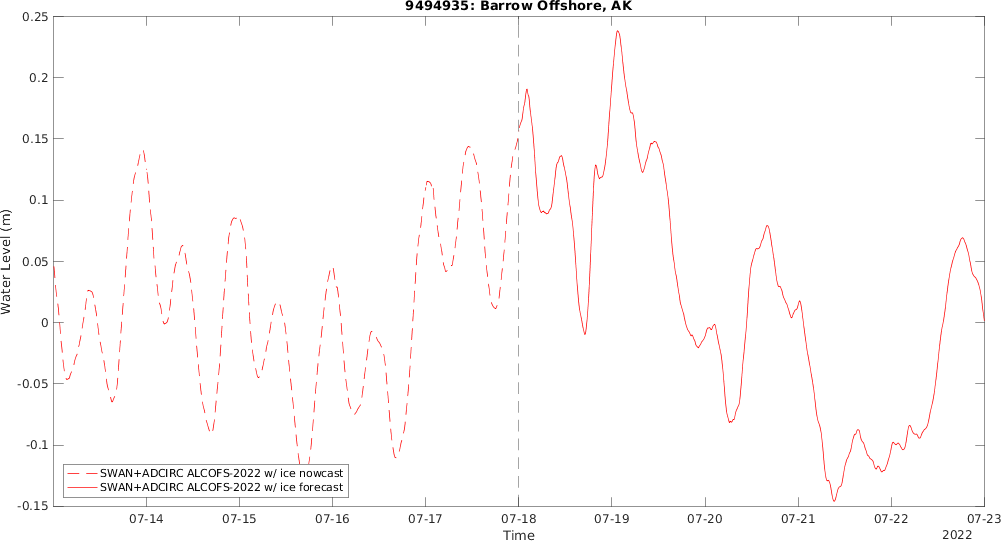 9494935: Barrow Offshore, AK
0.25
0.2
0.15
0.1
0.05
0
-0.05
-0.1
-0.15
Water Level (m)
SWAN+ADCIRC ALCOFS-2022 w/ ice nowcast
SWAN+ADCIRC ALCOFS-2022 w/ ice forecast
07-14 07-15 07-16 07-17 07-18 07-19 07-20 07-21 07-22 07-23
Time
2022